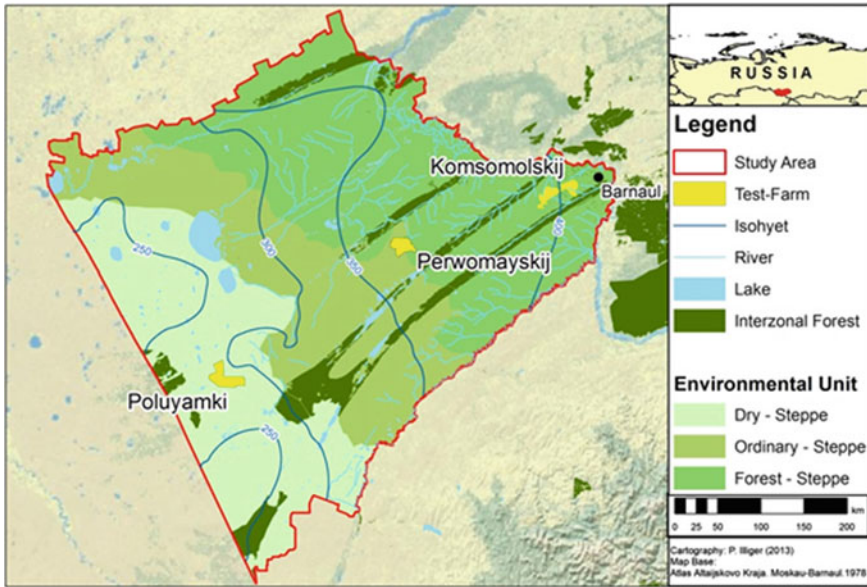 Komsomolskij
Barnaul
Perwomayskij
Poluyamki
250
300
350
400
250
RUSSIA
Legend
Study Area
Test-Farm
Isohyet
River
Lake
Interzonal Forest
Environmental Unit
Dry - Steppe
Ordinary - Steppe
Forest - Steppe
km
0 25 50 100 150 200
Cartography: P. Illiger (2013)
Map Base:
Atlas Altajskovo Kraja. Moskau-Barnaul.1978